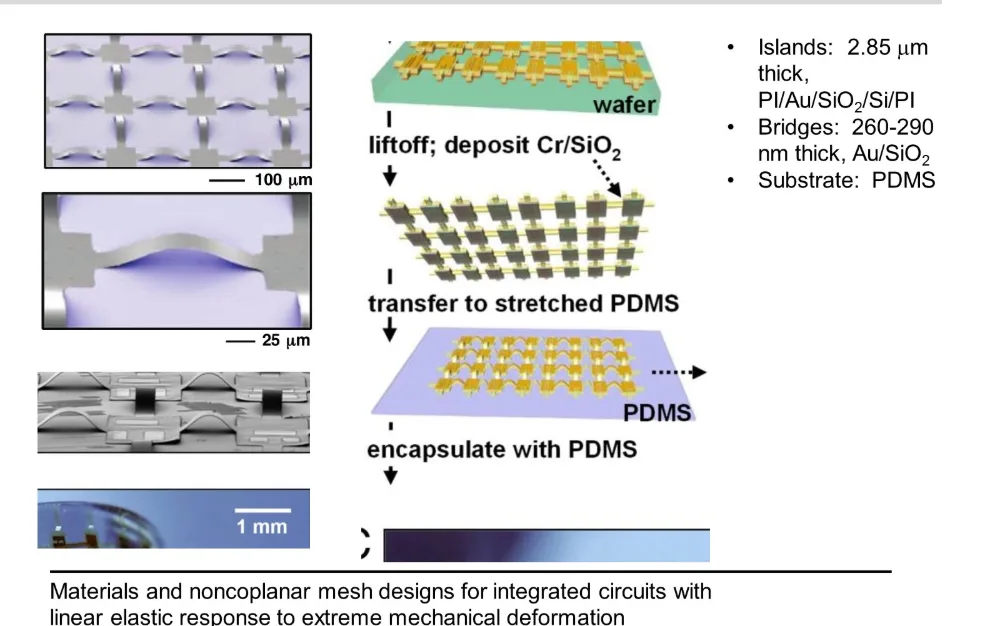 100 μm
25 μm
1 mm
wafer
liftoff; deposit Cr/SiO₂
transfer to stretched PDMS
PDMS
encapsulate with PDMS
• Islands: 2.85 μm
thick,
PI/Au/SiO₂/Si/PI
• Bridges: 260-290
nm thick, Au/SiO₂
• Substrate: PDMS
Materials and noncoplanar mesh designs for integrated circuits with
linear elastic response to extreme mechanical deformation